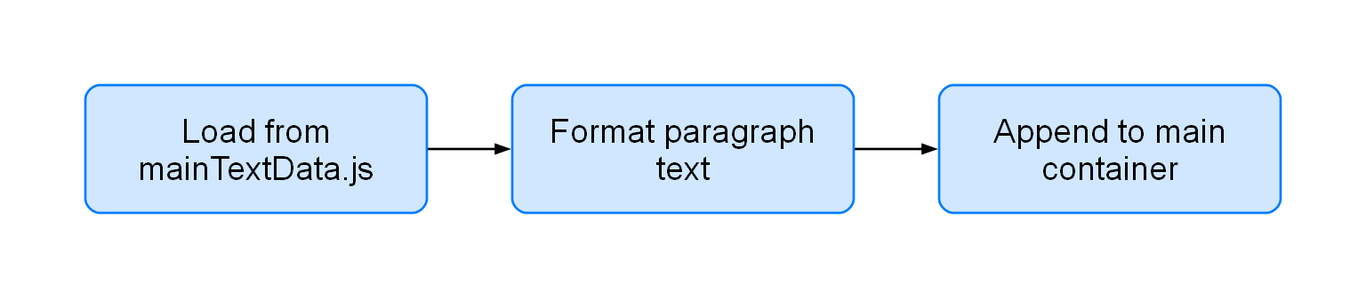 Load from
mainTextData.js
Format paragraph
text
Append to main
container